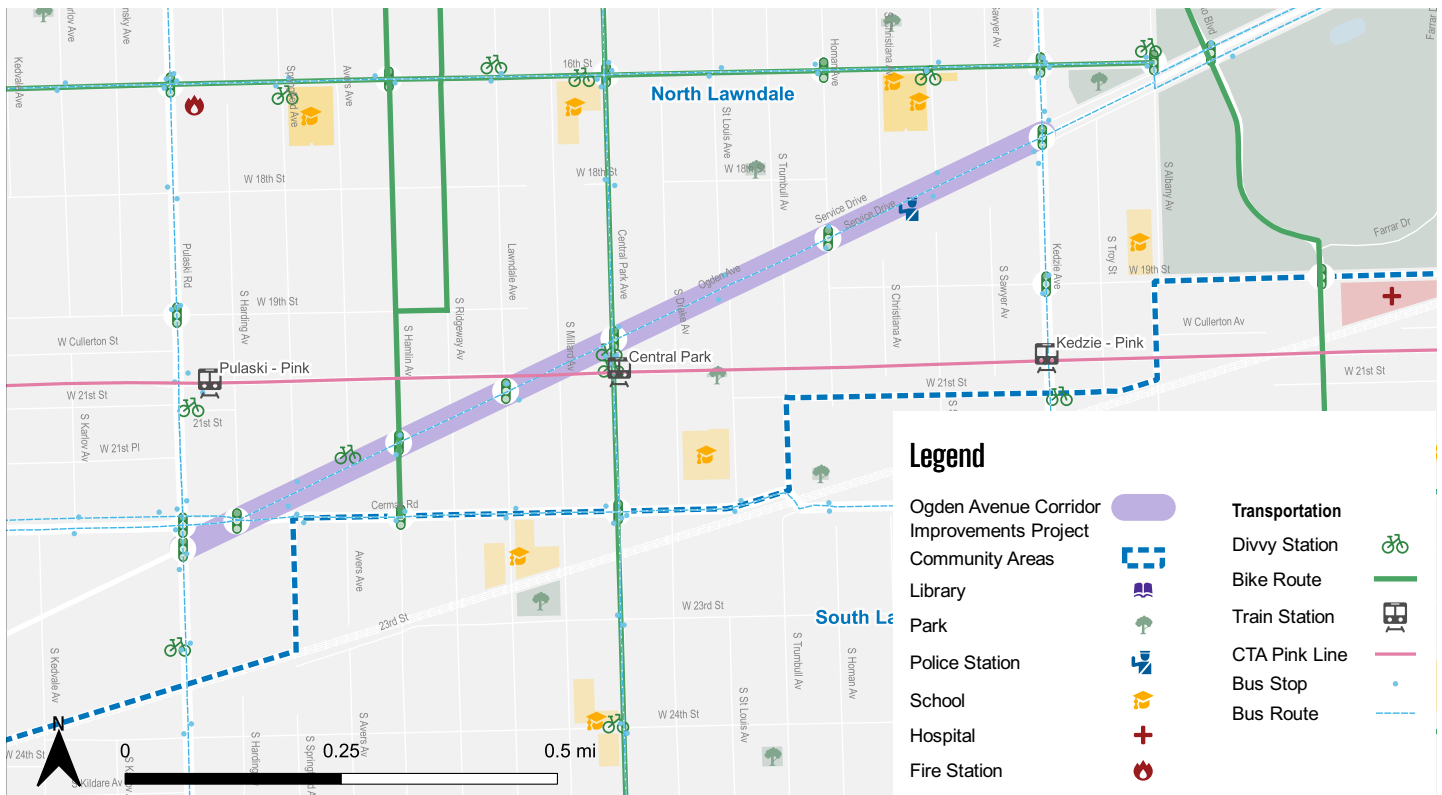 16th St
North Lawndale
Kedvale Ave
Avers Ave
Homan Ave
St Louis Ave
S Trumbull Av
W 18th St
W 18th St
W 18th St
Service Drive
Service Drive
S Albany Av
Farrar Dr
Pulaski Rd
Lawndale Ave
Central Park Ave
Ogden Ave
Kedzie Ave
S Troy St
W 19th St
W 19th St
S Harding Av
S Ridgeway Av
S Hamlin Av
S Millard Av
S Drake Av
S Christiana Av
S Sawyer Av
W Cullerton St
W Cullerton Av
Pulaski - Pink
Central Park
Kedzie - Pink
W 21st St
W 21st St
W 21st St
21st St
W 21st Pl
S Karlov Av
Cermak Rd
Avers Ave
23rd St
W 23rd St
South La
S Kedvale Av
S Trumbull Av
S Homan Av
S St Louis Av
W 24th St
W 24th St
S Avers Av
S Kildare Av
N
0
0.25
0.5 mi
Legend
Ogden Avenue Corridor
Improvements Project
Community Areas
Library
Park
Police Station
School
Hospital
Fire Station
Transportation
Divvy Station
Bike Route
Train Station
CTA Pink Line
Bus Stop
Bus Route